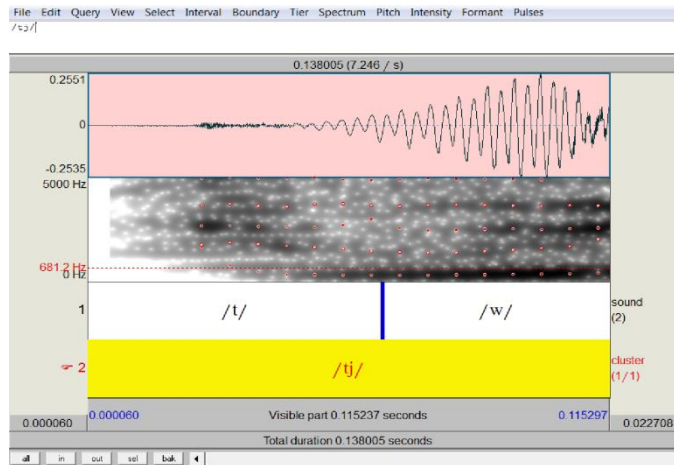 File Edit Query View Select Interval Boundary Tier Spectrum Pitch Intensity Formant Pulses
/tj/
0.138005 (7.246 / s)
0.2551
0
-0.2535
5000 Hz
681.2 Hz
0 Hz
1 /t/ /w/ sound
(2)
☞ 2 /tj/ cluster
(1/1)
0.000060 0.000060 Visible part 0.115237 seconds 0.115297 0.022708
Total duration 0.138005 seconds
all in out sel bak